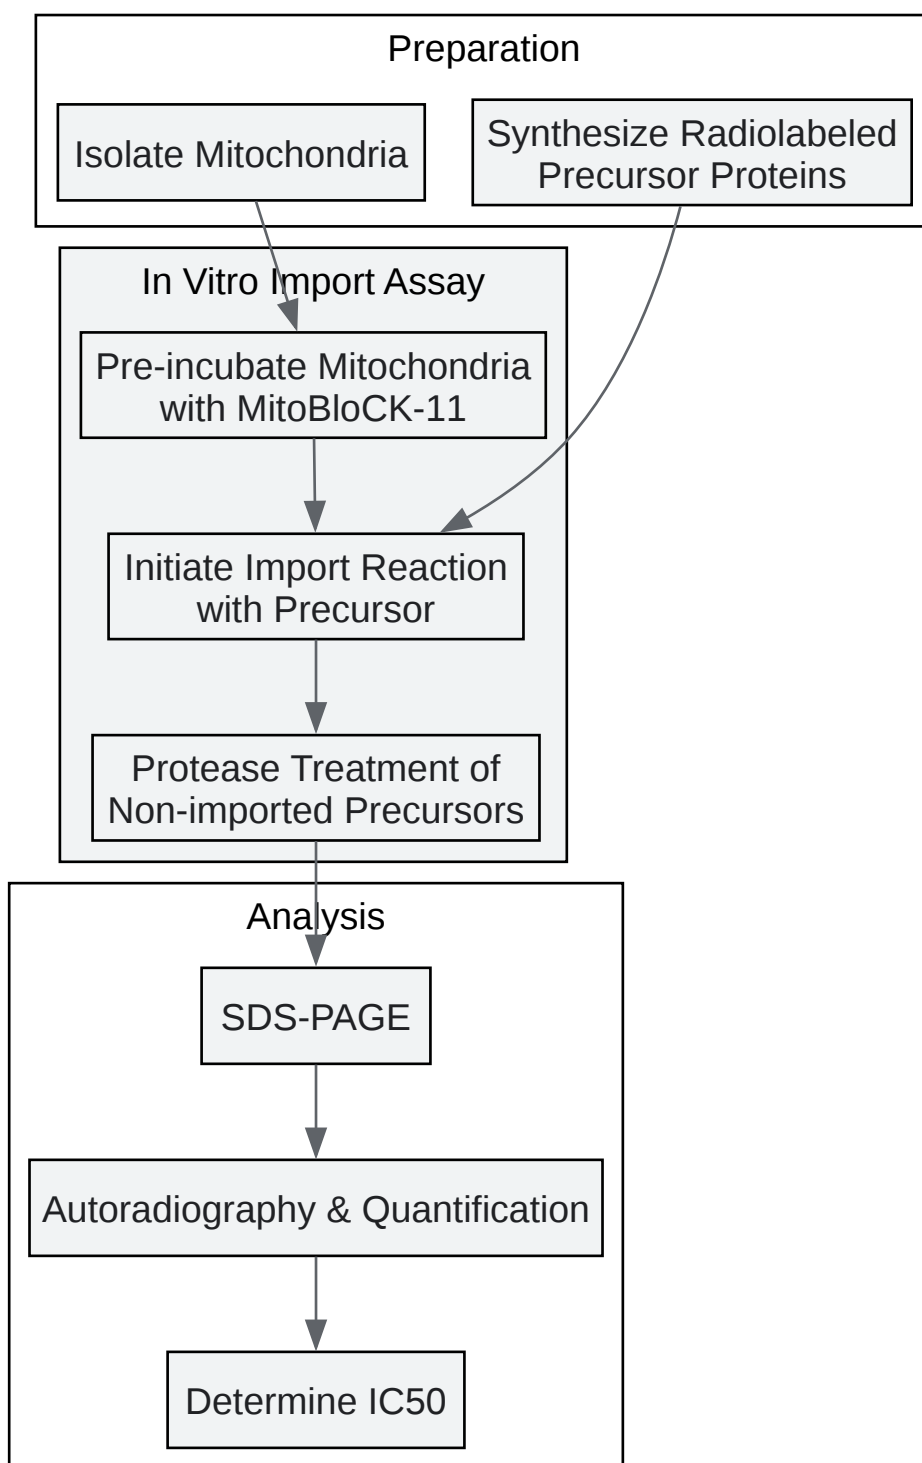 Preparation
Isolate Mitochondria
Synthesize Radiolabeled
Precursor Proteins
In Vitro Import Assay
Pre-incubate Mitochondria
with MitoBloCK-11
Initiate Import Reaction
with Precursor
Protease Treatment of
Non-imported Precursors
Analysis
SDS-PAGE
Autoradiography & Quantification
Determine IC50